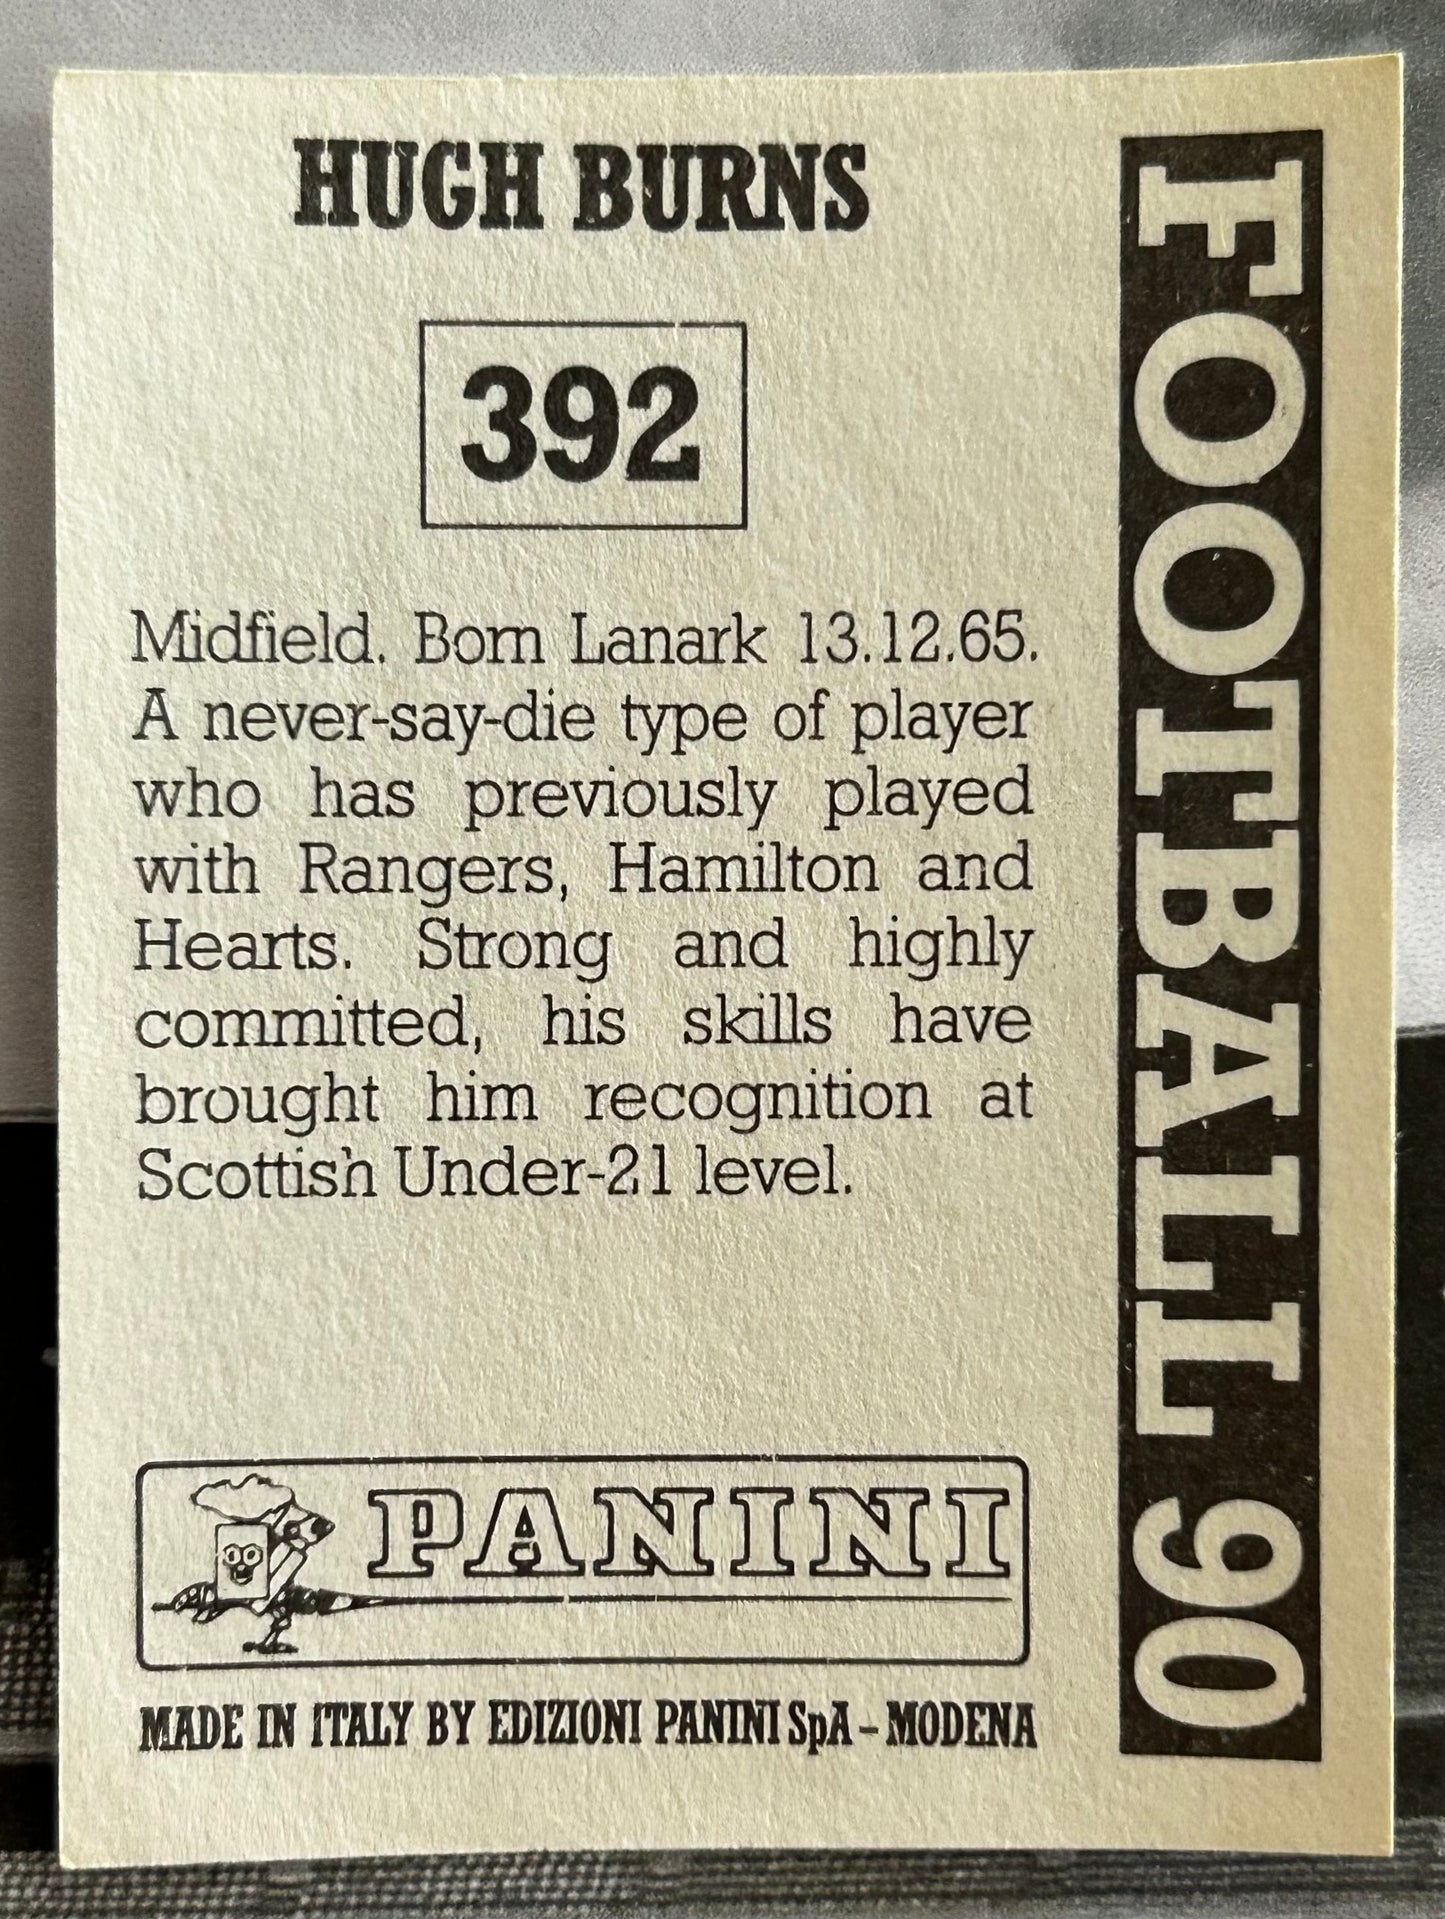 HUGH BURNS
392
Midfield. Born Lanark 13.12.65.
A never-say-die type of player
who has previously played
with Rangers, Hamilton and
Hearts. Strong and highly
committed, his skills have
brought him recognition at
Scottish Under-21 level.
PANINI
MADE IN ITALY BY EDIZIONI PANINI SpA - MODENA
FOOTBALL 90